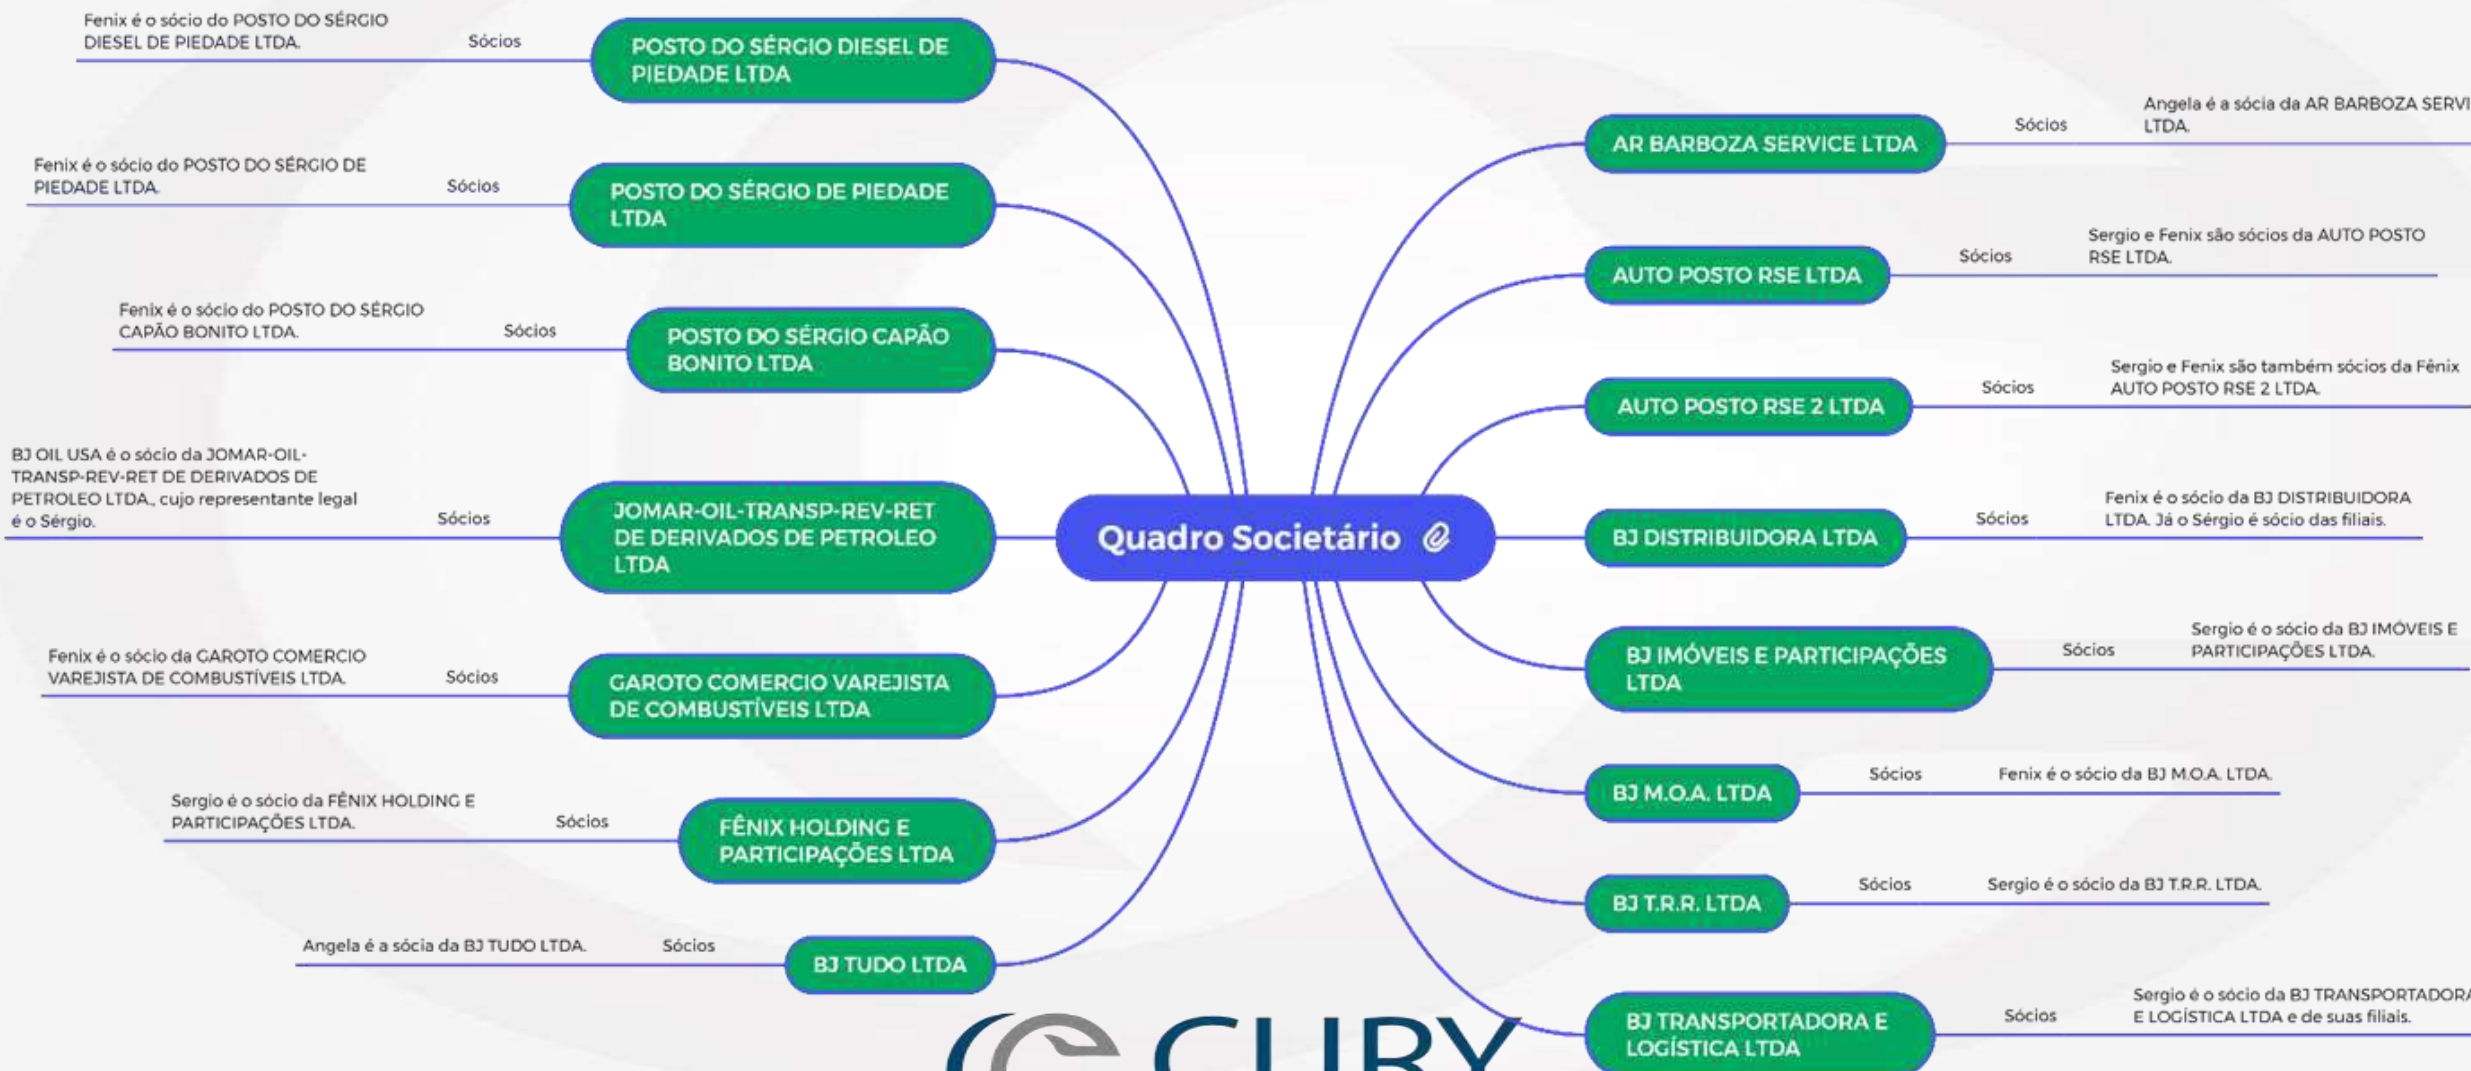 Quadro Societário
Fenix é o sócio do POSTO DO SÉRGIO
DIESEL DE PIEDADE LTDA.
Sócios
POSTO DO SÉRGIO DIESEL DE
PIEDADE LTDA
Fenix é o sócio do POSTO DO SÉRGIO DE
PIEDADE LTDA.
Sócios
POSTO DO SÉRGIO DE PIEDADE
LTDA
Fenix é o sócio do POSTO DO SÉRGIO
CAPÃO BONITO LTDA.
Sócios
POSTO DO SÉRGIO CAPÃO
BONITO LTDA
BJ OIL USA é o sócio da JOMAR-OIL-
TRANSP-REV-RET DE DERIVADOS DE
PETROLEO LTDA., cujo representante legal
é o Sérgio.
Sócios
JOMAR-OIL-TRANSP-REV-RET
DE DERIVADOS DE PETROLEO
LTDA
Fenix é o sócio da GAROTO COMERCIO
VAREJISTA DE COMBUSTÍVEIS LTDA.
Sócios
GAROTO COMERCIO VAREJISTA
DE COMBUSTÍVEIS LTDA
Sergio é o sócio da FÊNIX HOLDING E
PARTICIPAÇÕES LTDA.
Sócios
FÊNIX HOLDING E
PARTICIPAÇÕES LTDA
Angela é a sócia da BJ TUDO LTDA.
Sócios
BJ TUDO LTDA
AR BARBOZA SERVICE LTDA
Sócios
Angela é a sócia da AR BARBOZA SERVI
LTDA.
AUTO POSTO RSE LTDA
Sócios
Sergio e Fenix são sócios da AUTO POSTO
RSE LTDA.
AUTO POSTO RSE 2 LTDA
Sócios
Sergio e Fenix são também sócios da Fênix
AUTO POSTO RSE 2 LTDA.
BJ DISTRIBUIDORA LTDA
Sócios
Fenix é o sócio da BJ DISTRIBUIDORA
LTDA. Já o Sérgio é sócio das filiais.
BJ IMÓVEIS E PARTICIPAÇÕES
LTDA
Sócios
Sergio é o sócio da BJ IMÓVEIS E
PARTICIPAÇÕES LTDA.
BJ M.O.A. LTDA
Sócios
Fenix é o sócio da BJ M.O.A. LTDA.
BJ T.R.R. LTDA
Sócios
Sergio é o sócio da BJ T.R.R. LTDA.
BJ TRANSPORTADORA E
LOGÍSTICA LTDA
Sócios
Sergio é o sócio da BJ TRANSPORTADORA
E LOGÍSTICA LTDA e de suas filiais.
CURY